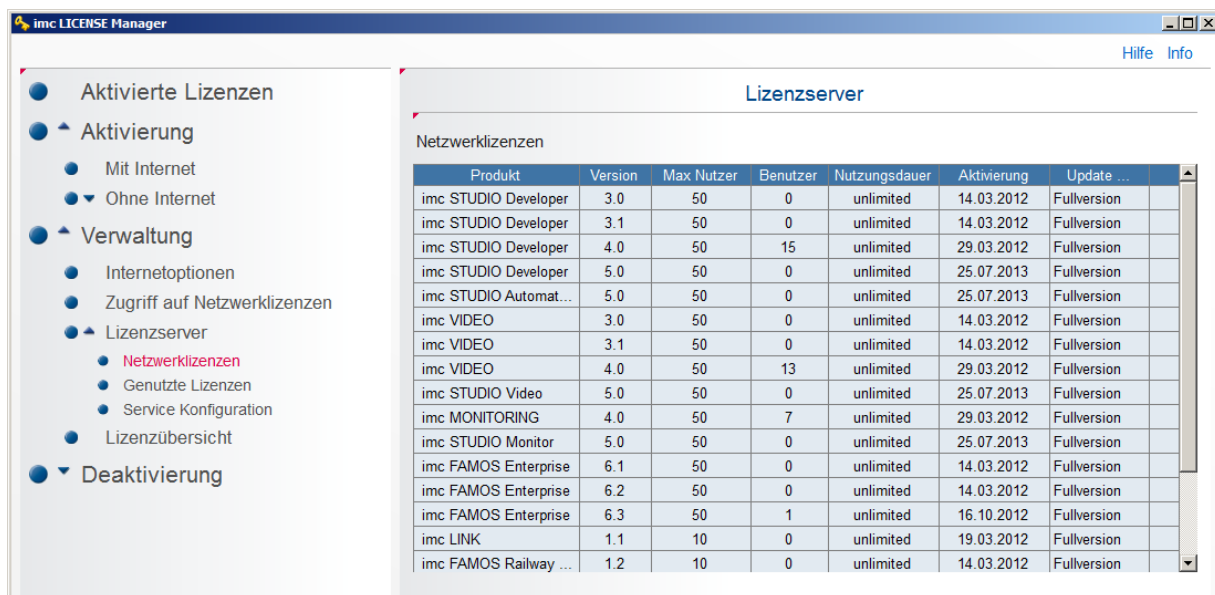 imc LICENSE Manager
Hilfe Info
Aktivierte Lizenzen
Aktivierung
Mit Internet
Ohne Internet
Verwaltung
Internetoptionen
Zugriff auf Netzwerklizenzen
Lizenzserver
Netzwerklizenzen
Genutzte Lizenzen
Service Konfiguration
Lizenzübersicht
Deaktivierung
Lizenzserver
Netzwerklizenzen
Produkt Version Max Nutzer Benutzer Nutzungsdauer Aktivierung Update ...
imc STUDIO Developer 3.0 50 0 unlimited 14.03.2012 Fullversion
imc STUDIO Developer 3.1 50 0 unlimited 14.03.2012 Fullversion
imc STUDIO Developer 4.0 50 15 unlimited 29.03.2012 Fullversion
imc STUDIO Developer 5.0 50 0 unlimited 25.07.2013 Fullversion
imc STUDIO Automat... 5.0 50 0 unlimited 25.07.2013 Fullversion
imc VIDEO 3.0 50 0 unlimited 14.03.2012 Fullversion
imc VIDEO 3.1 50 0 unlimited 14.03.2012 Fullversion
imc VIDEO 4.0 50 13 unlimited 29.03.2012 Fullversion
imc STUDIO Video 5.0 50 0 unlimited 25.07.2013 Fullversion
imc MONITORING 4.0 50 7 unlimited 29.03.2012 Fullversion
imc STUDIO Monitor 5.0 50 0 unlimited 25.07.2013 Fullversion
imc FAMOS Enterprise 6.1 50 0 unlimited 14.03.2012 Fullversion
imc FAMOS Enterprise 6.2 50 0 unlimited 14.03.2012 Fullversion
imc FAMOS Enterprise 6.3 50 1 unlimited 16.10.2012 Fullversion
imc LINK 1.1 10 0 unlimited 19.03.2012 Fullversion
imc FAMOS Railway ... 1.2 10 0 unlimited 14.03.2012 Fullversion